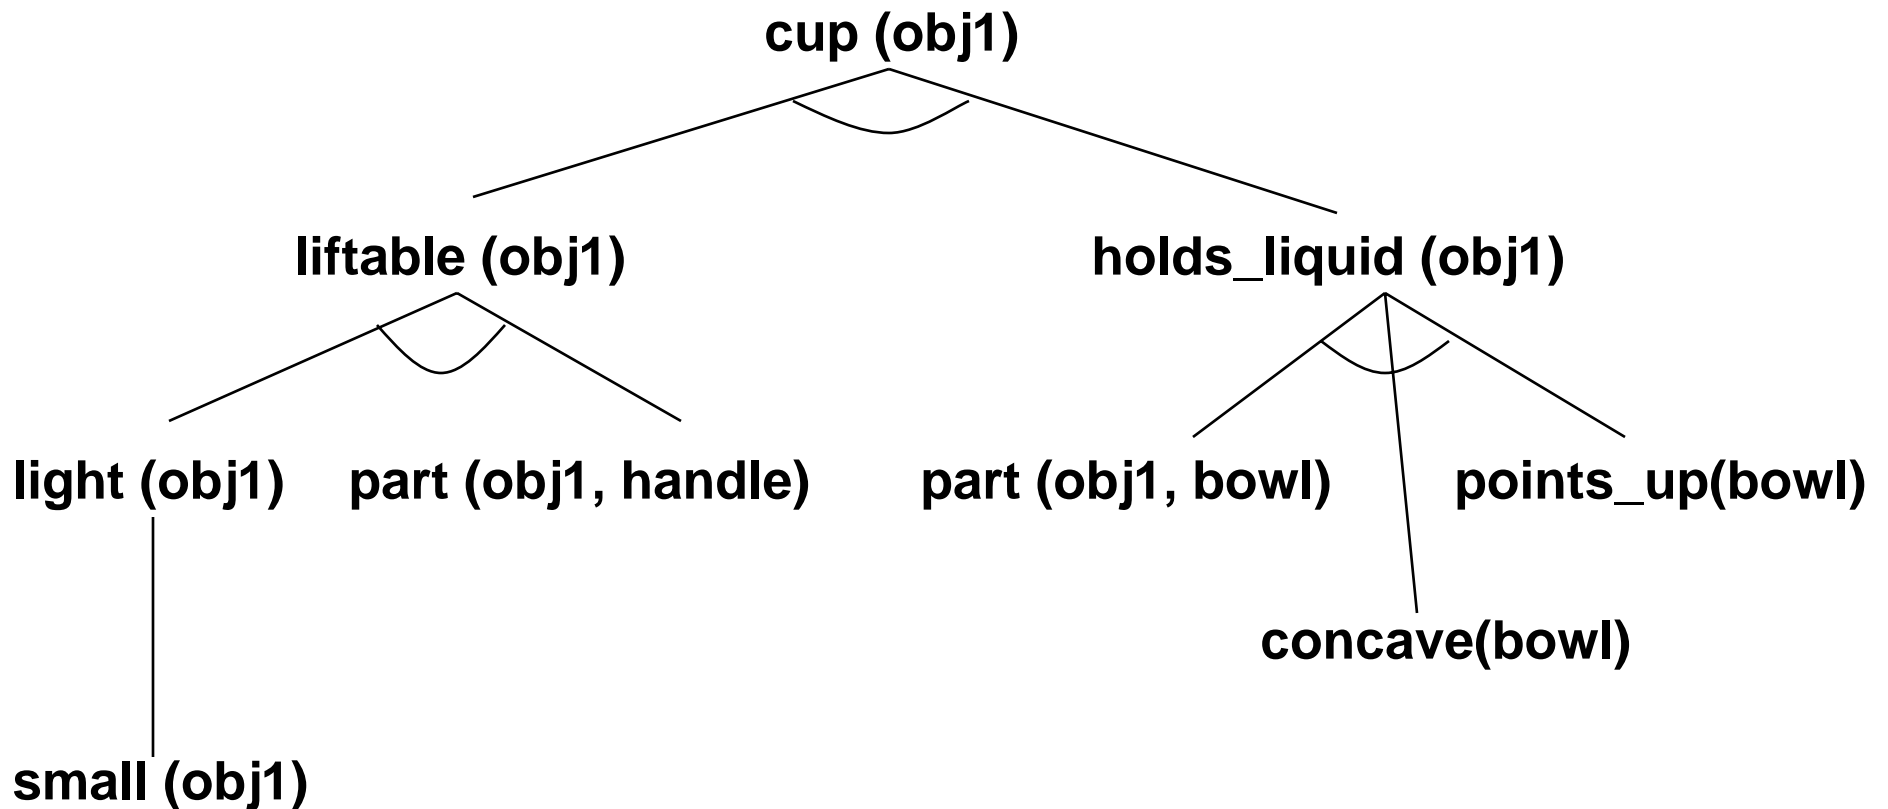 cup (obj1)
liftable (obj1)
holds_liquid (obj1)
light (obj1)
part (obj1, handle)
part (obj1, bowl)
points_up(bowl)
concave(bowl)
small (obj1)